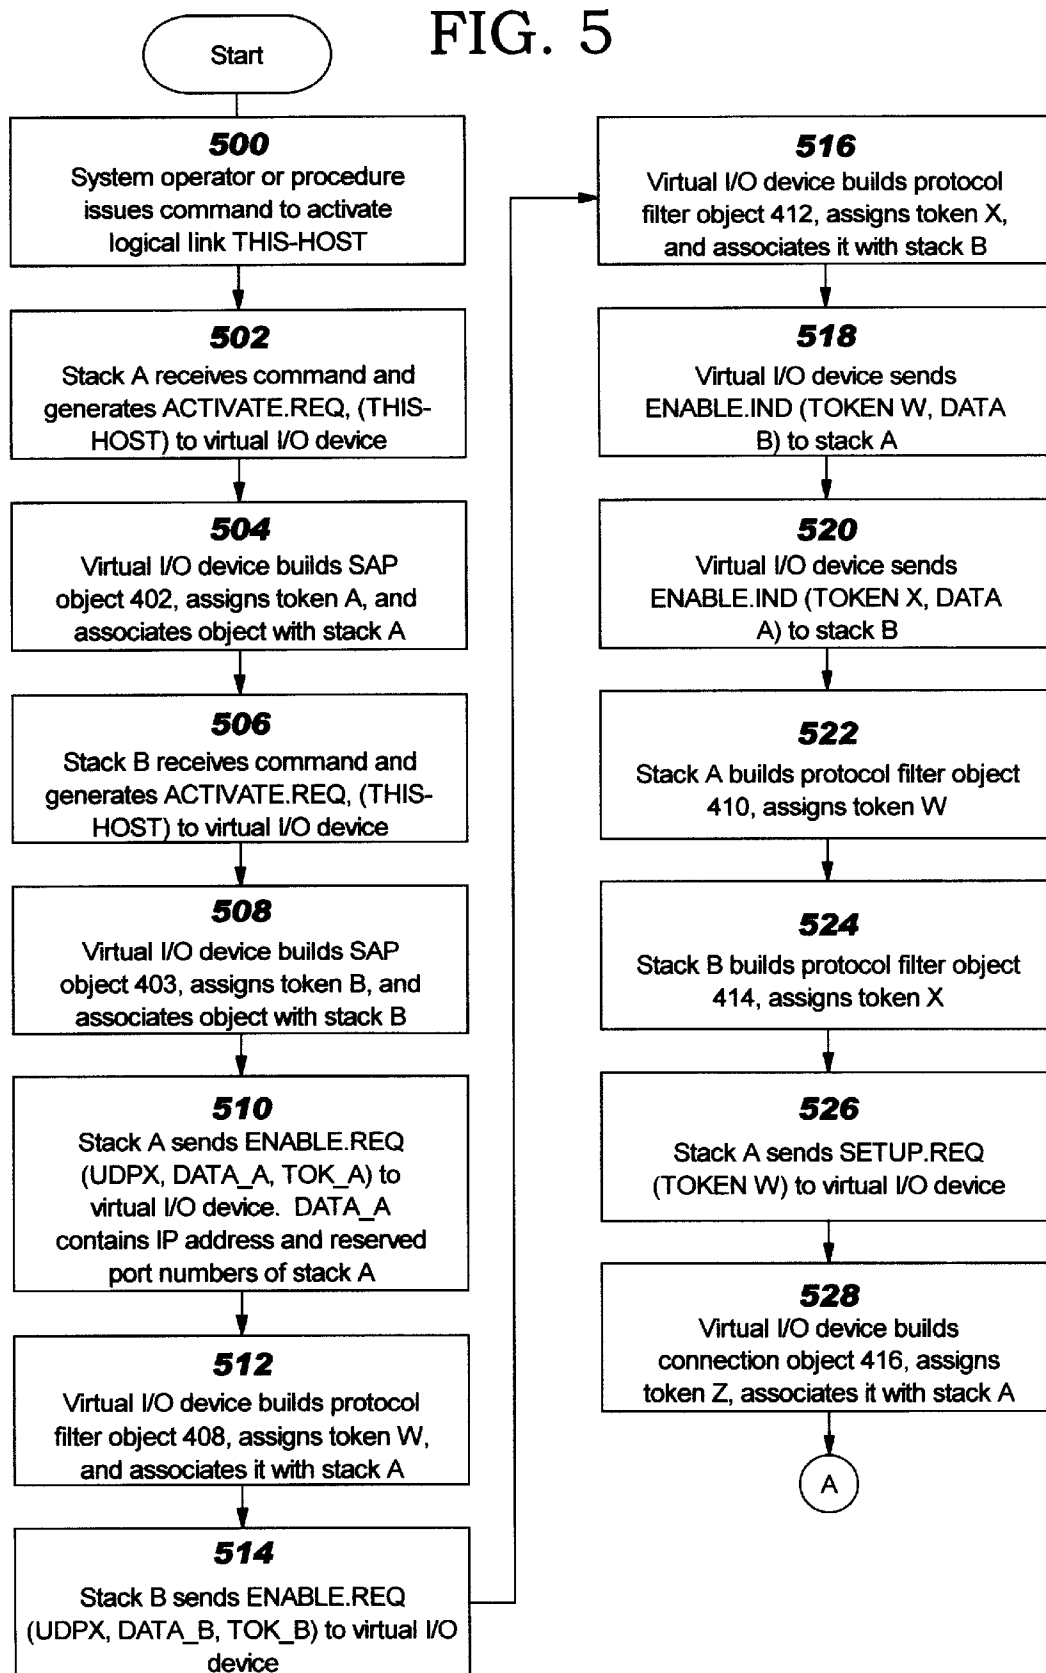 FIG. 5
Start
500
System operator or procedure
issues command to activate
logical link THIS-HOST
502
Stack A receives command and
generates ACTIVATE.REQ, (THIS-
HOST) to virtual I/O device
504
Virtual I/O device builds SAP
object 402, assigns token A, and
associates object with stack A
506
Stack B receives command and
generates ACTIVATE.REQ, (THIS-
HOST) to virtual I/O device
508
Virtual I/O device builds SAP
object 403, assigns token B, and
associates object with stack B
510
Stack A sends ENABLE.REQ
(UDPX, DATA_A, TOK_A) to
virtual I/O device. DATA_A
contains IP address and reserved
port numbers of stack A
512
Virtual I/O device builds protocol
filter object 408, assigns token W,
and associates it with stack A
514
Stack B sends ENABLE.REQ
(UDPX, DATA_B, TOK_B) to virtual I/O
device
516
Virtual I/O device builds protocol
filter object 412, assigns token X,
and associates it with stack B
518
Virtual I/O device sends
ENABLE.IND (TOKEN W, DATA
B) to stack A
520
Virtual I/O device sends
ENABLE.IND (TOKEN X, DATA
A) to stack B
522
Stack A builds protocol filter object
410, assigns token W
524
Stack B builds protocol filter object
414, assigns token X
526
Stack A sends SETUP.REQ
(TOKEN W) to virtual I/O device
528
Virtual I/O device builds
connection object 416, assigns
token Z, associates it with stack A
A